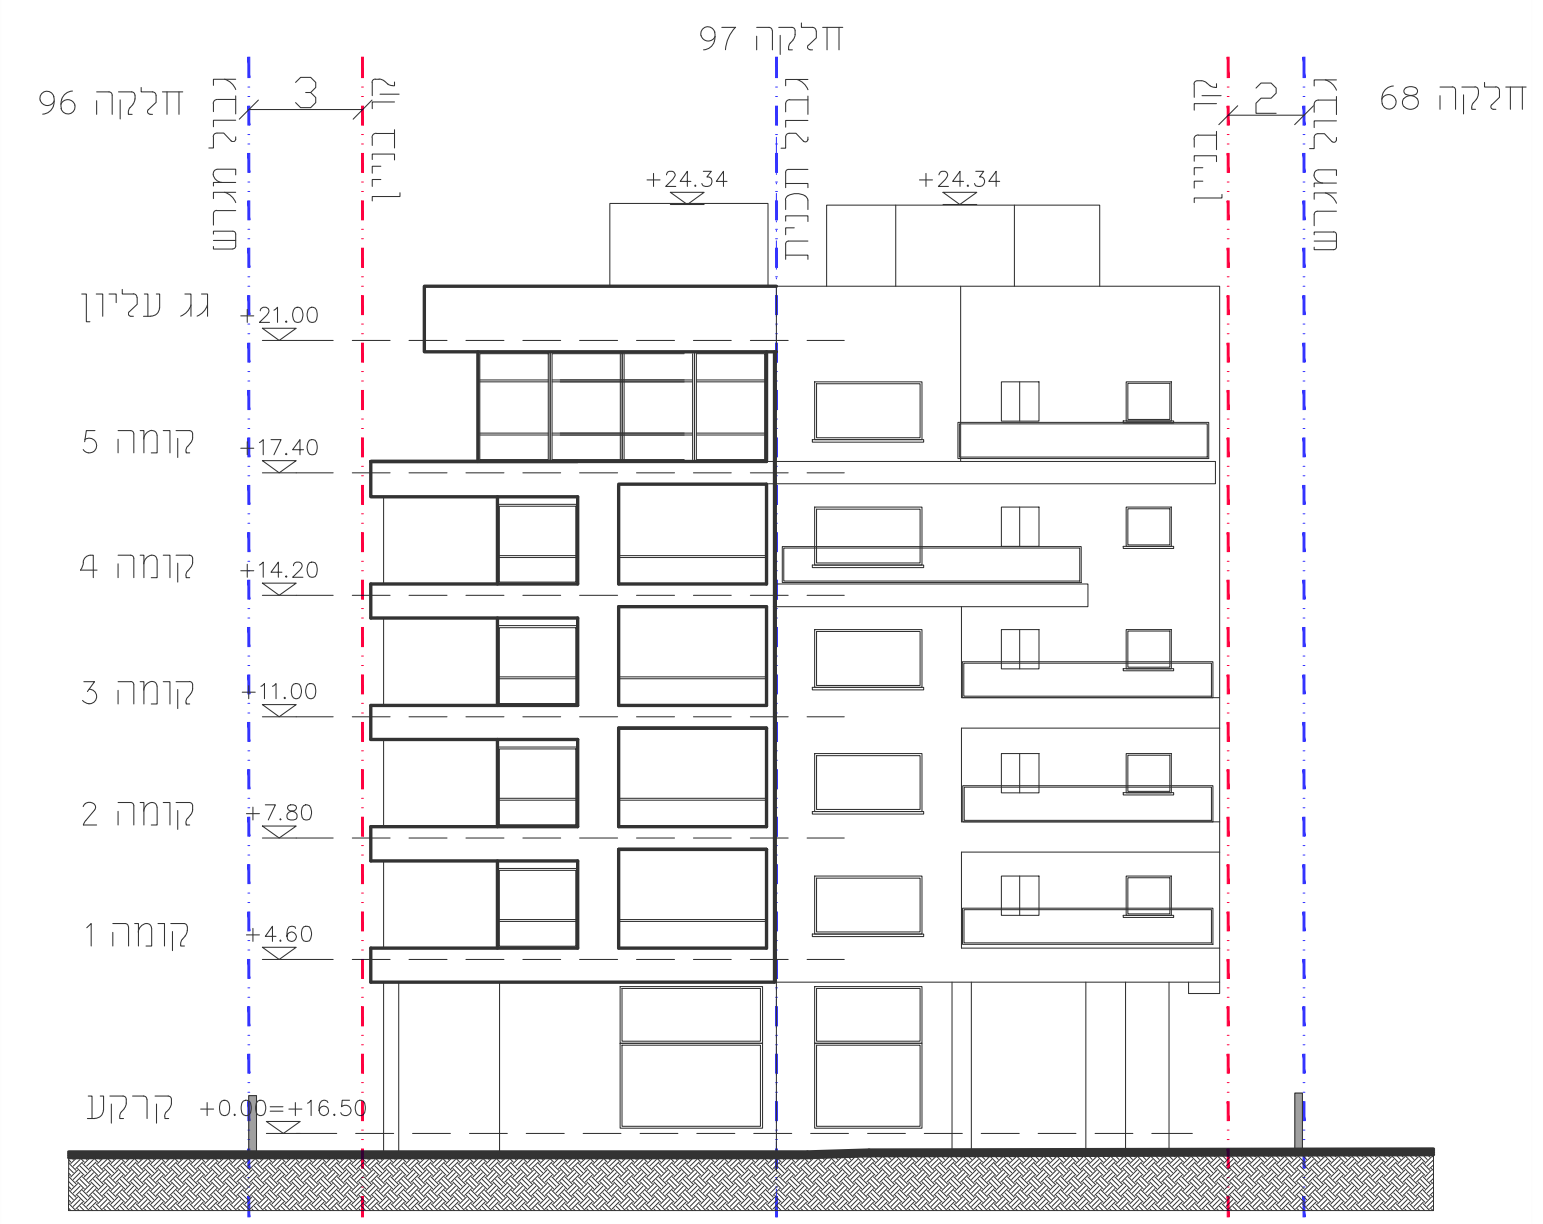 חלקה 97
חלקה 96
גבול מגרש
3
קו בניין
גבול תכנית
קו בניין
2
גבול מגרש
חלקה 68
+24.34
+24.34
גג עליון
+21.00
קומה 5
+17.40
קומה 4
+14.20
קומה 3
+11.00
קומה 2
+7.80
קומה 1
+4.60
קרקע
+0.00=+16.50